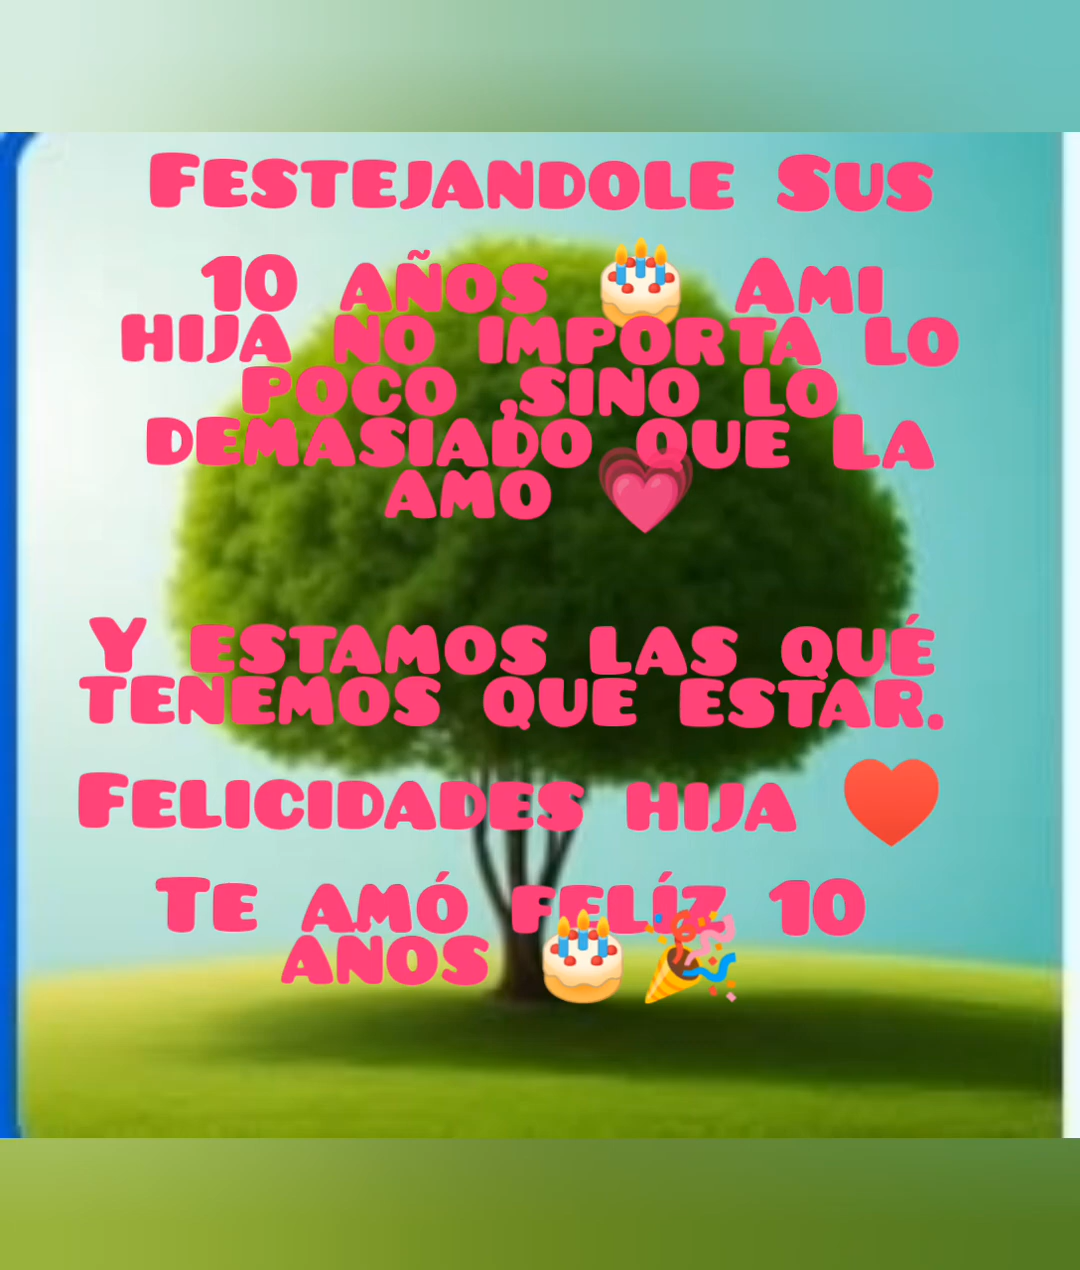 Festejandole Sus
10 años 🎂 Ami
hija no importa lo
poco ,sino lo
demasiado que La
amo 💗
Y estamos las qué
tenemos que estar.
Felicidades hija ♥️
Te amó felíz 10
anos 🎂🎉